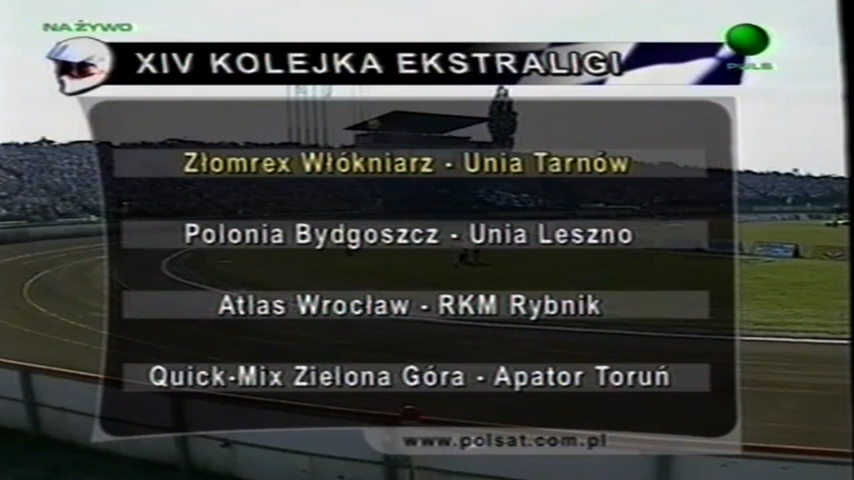 NA ŻYWO
XIV KOLEJKA EKSTRALIGI
PULS
Złomrex Włókniarz - Unia Tarnów
Polonia Bydgoszcz - Unia Leszno
Atlas Wrocław - RKM Rybnik
Quick-Mix Zielona Góra - Apator Toruń
www.polsat.com.pl